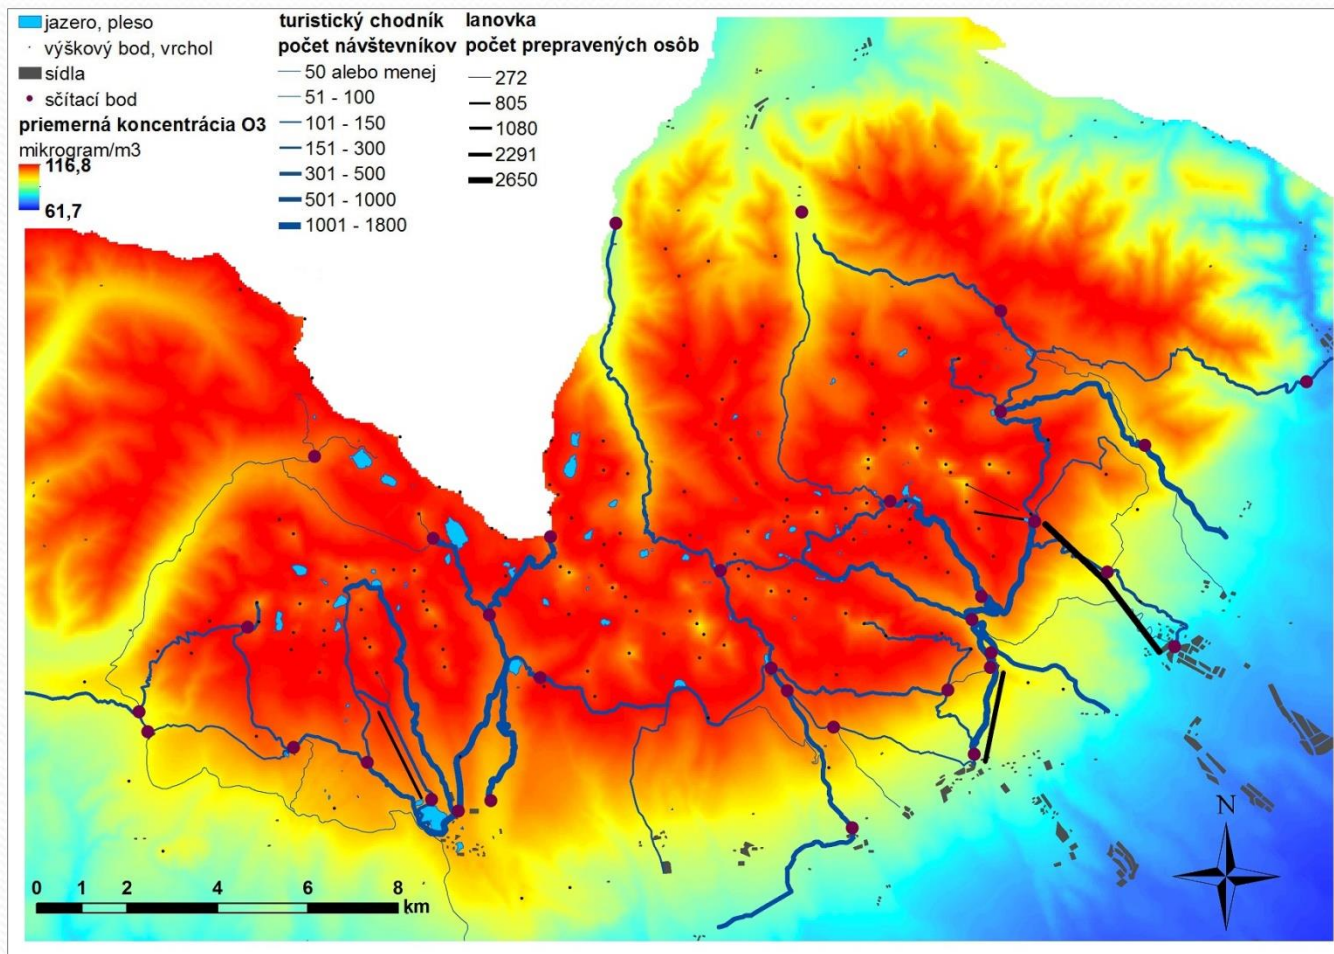 jazero, pleso
výškový bod, vrchol
sídla
sčítací bod
priemerná koncentrácia O3
mikrogram/m3
116,8
61,7
turistický chodník
počet návštevníkov
50 alebo menej
51 - 100
101 - 150
151 - 300
301 - 500
501 - 1000
1001 - 1800
lanovka
počet prepravených osôb
272
805
1080
2291
2650
N
0 1 2 4 6 8
km